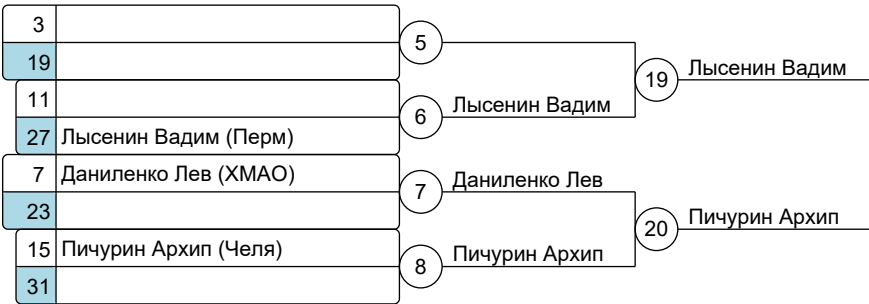 3
5
19
19 Лысенин Вадим
11
6 Лысенин Вадим
27 Лысенин Вадим (Перм)
7 Даниленко Лев (ХМАО)
7 Даниленко Лев
23
20 Пичурин Архип
15 Пичурин Архип (Челя)
8 Пичурин Архип
31